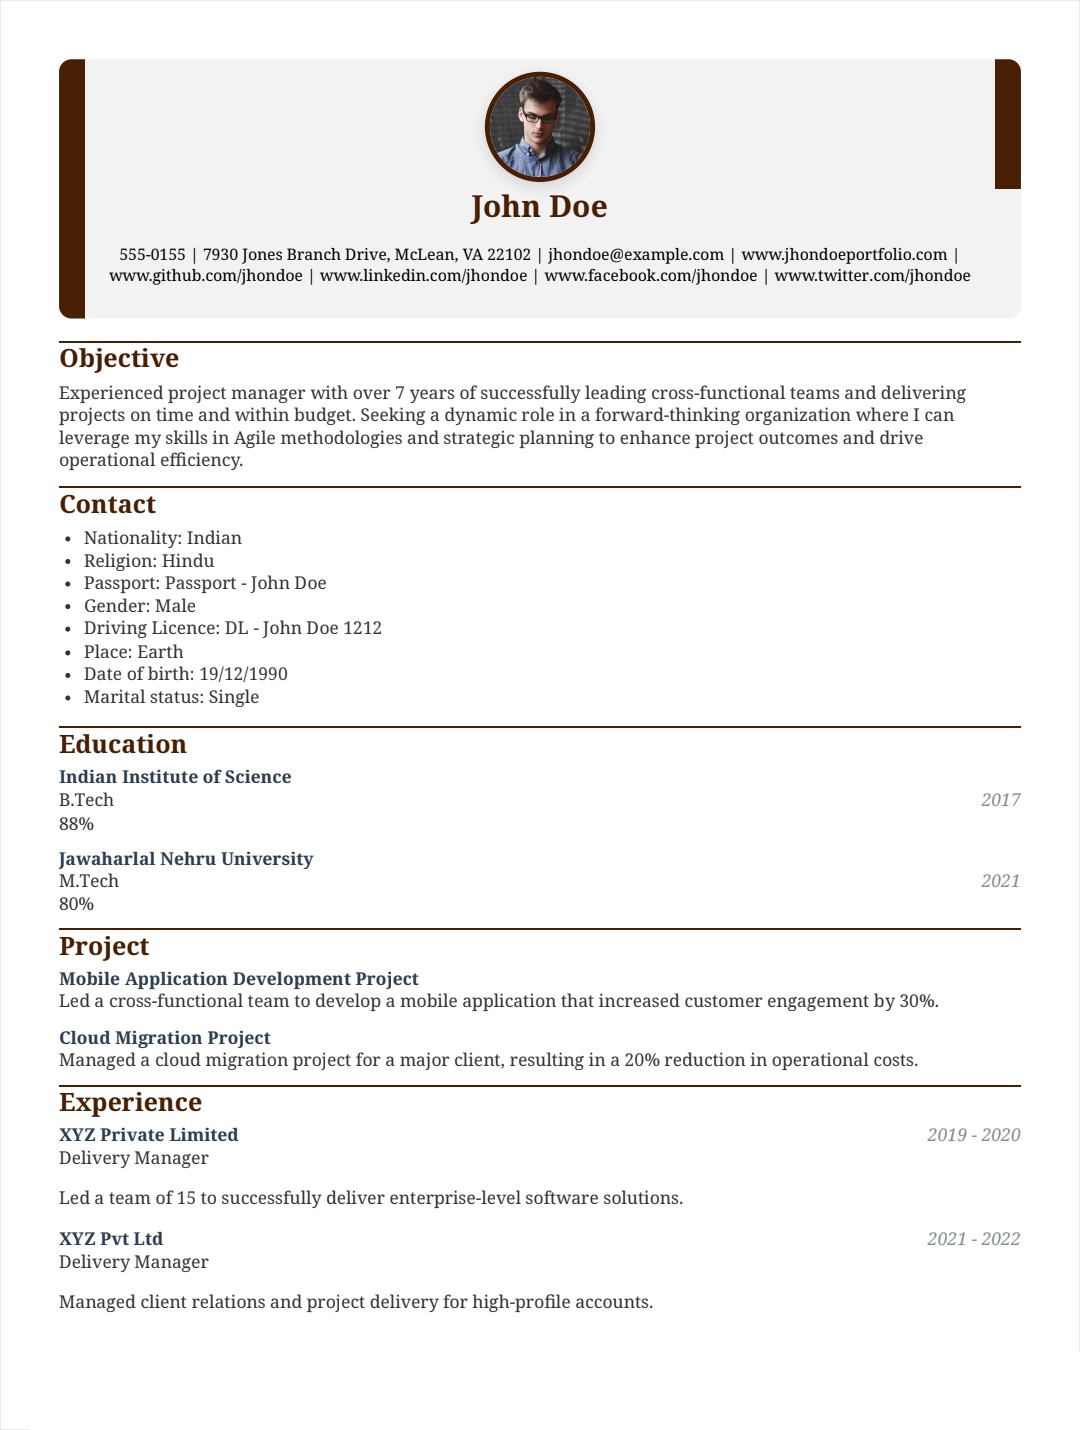 John Doe
555-0155 | 7930 Jones Branch Drive, McLean, VA 22102 | jhondoe@example.com | www.jhondoeportfolio.com |
www.github.com/jhondoe | www.linkedin.com/jhondoe | www.facebook.com/jhondoe | www.twitter.com/jhondoe
Objective
Experienced project manager with over 7 years of successfully leading cross-functional teams and delivering
projects on time and within budget. Seeking a dynamic role in a forward-thinking organization where I can
leverage my skills in Agile methodologies and strategic planning to enhance project outcomes and drive
operational efficiency.
Contact
• Nationality: Indian
• Religion: Hindu
• Passport: Passport - John Doe
• Gender: Male
• Driving Licence: DL - John Doe 1212
• Place: Earth
• Date of birth: 19/12/1990
• Marital status: Single
Education
Indian Institute of Science
B.Tech 2017
88%
Jawaharlal Nehru University
M.Tech 2021
80%
Project
Mobile Application Development Project
Led a cross-functional team to develop a mobile application that increased customer engagement by 30%.
Cloud Migration Project
Managed a cloud migration project for a major client, resulting in a 20% reduction in operational costs.
Experience
XYZ Private Limited 2019 - 2020
Delivery Manager
Led a team of 15 to successfully deliver enterprise-level software solutions.
XYZ Pvt Ltd 2021 - 2022
Delivery Manager
Managed client relations and project delivery for high-profile accounts.